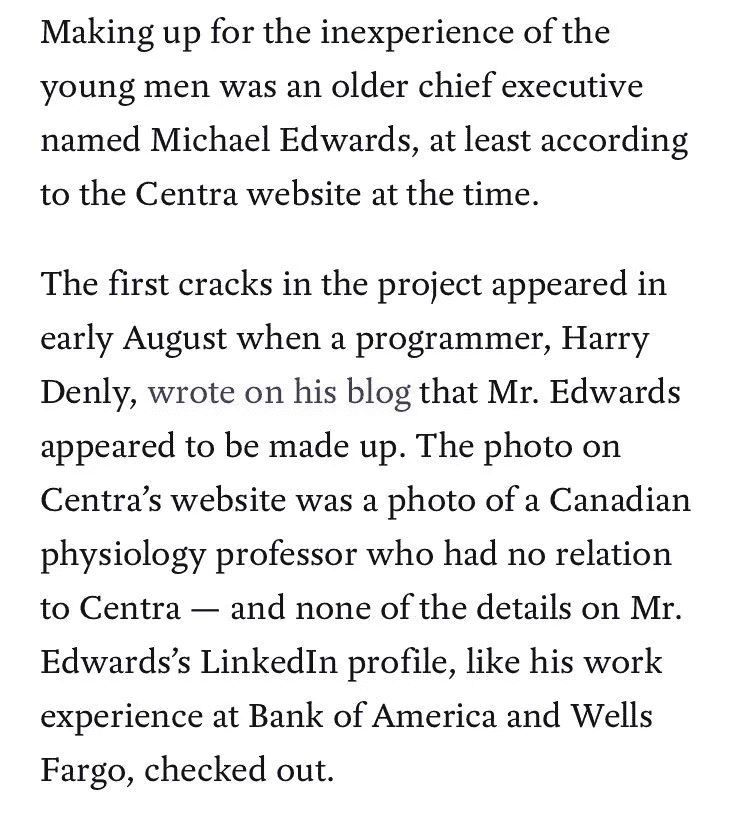 Making up for the inexperience of the
young men was an older chief executive
named Michael Edwards, at least according
to the Centra website at the time.
The first cracks in the project appeared in
early August when a programmer, Harry
Denly, wrote on his blog that Mr. Edwards
appeared to be made up. The photo on
Centra’s website was a photo of a Canadian
physiology professor who had no relation
to Centra — and none of the details on Mr.
Edwards’s LinkedIn profile, like his work
experience at Bank of America and Wells
Fargo, checked out.